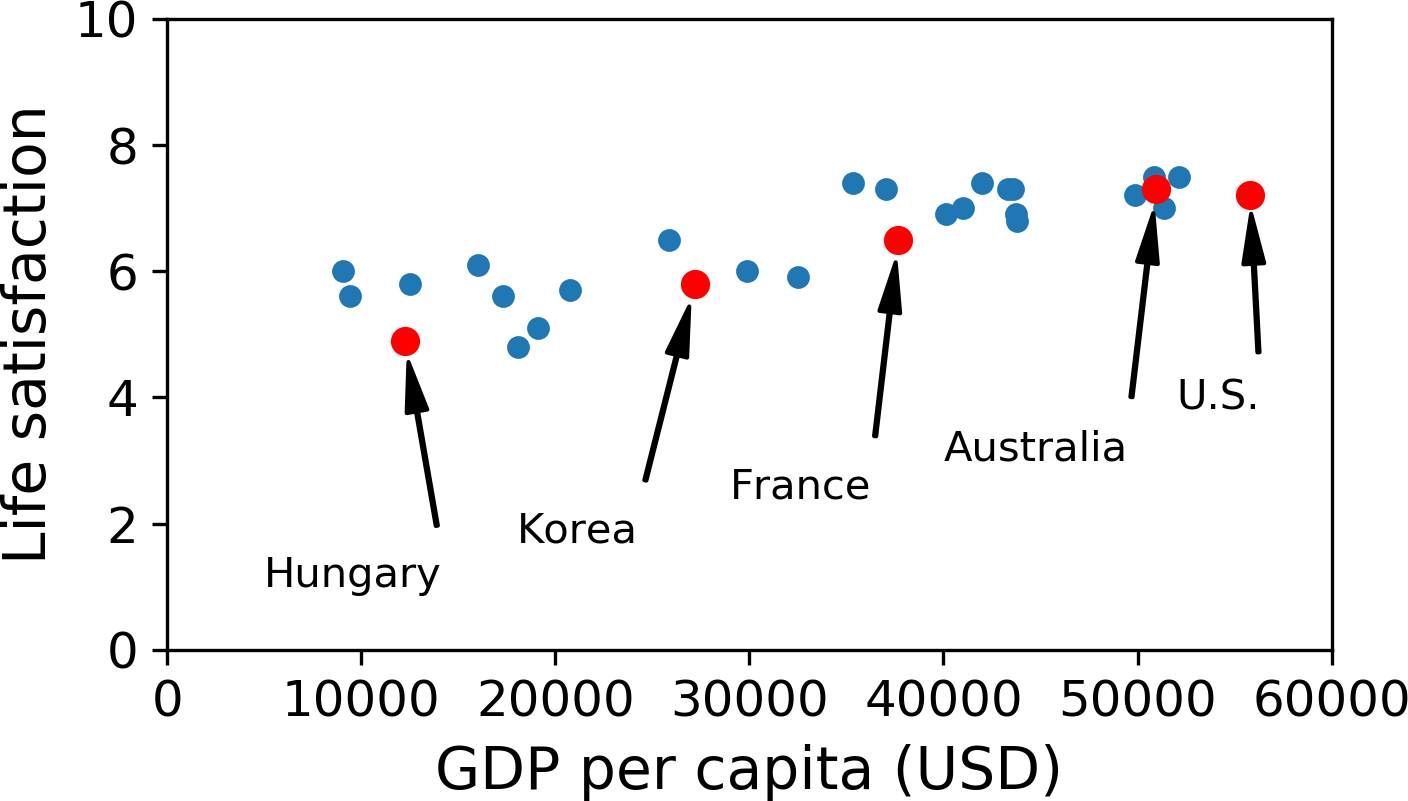 10
8
6
4
2
0
Life satisfaction
Hungary
Korea
France
Australia
U.S.
0 10000 20000 30000 40000 50000 60000
GDP per capita (USD)